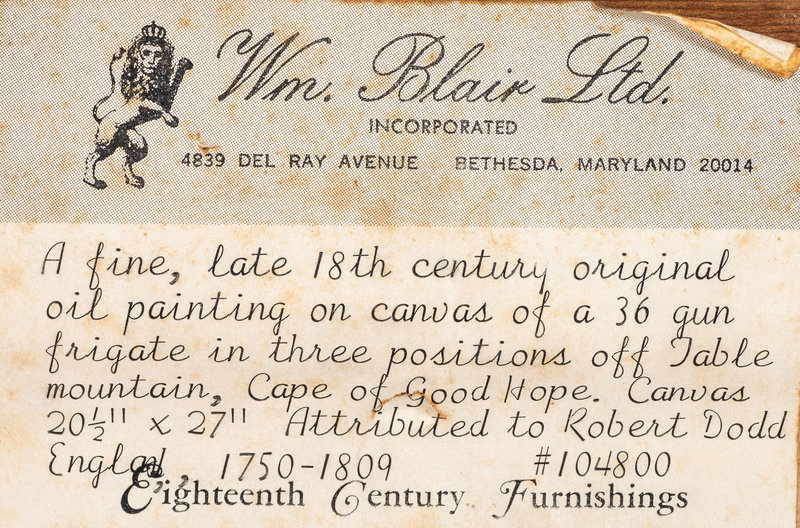 Wm. Blair Ltd.
INCORPORATED
4839 DEL RAY AVENUE BETHESDA, MARYLAND 20014
A fine, late 18th century original
oil painting on canvas of a 36 gun
frigate in three positions off Table
mountain, Cape of Good Hope. Canvas
20½" x 27" Attributed to Robert Dodd
England, 1750-1809 #104800
Eighteenth Century Furnishings